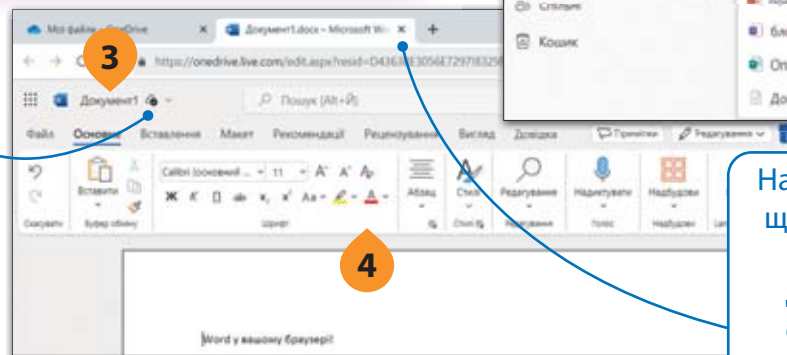 Спільне
Кошик
Мої файли – OneDrive
Документ1.docx – Microsoft Wo
https://onedrive.live.com/edit.aspx?resid=
3
Документ1
Пошук (Alt+Й)
Файл Основне Вставлення Макет Рекомендації Рецензування Вигляд Довідка Примітки Редагування
Вставити
Calibri (основний ... 11
Абзац Стилі Редагування Надиктувати Надбудови
Скасувати Буфер обміну Шрифт Стилі Редагування Голос Надбудови
4
На
щ
Word у вашому браузері!